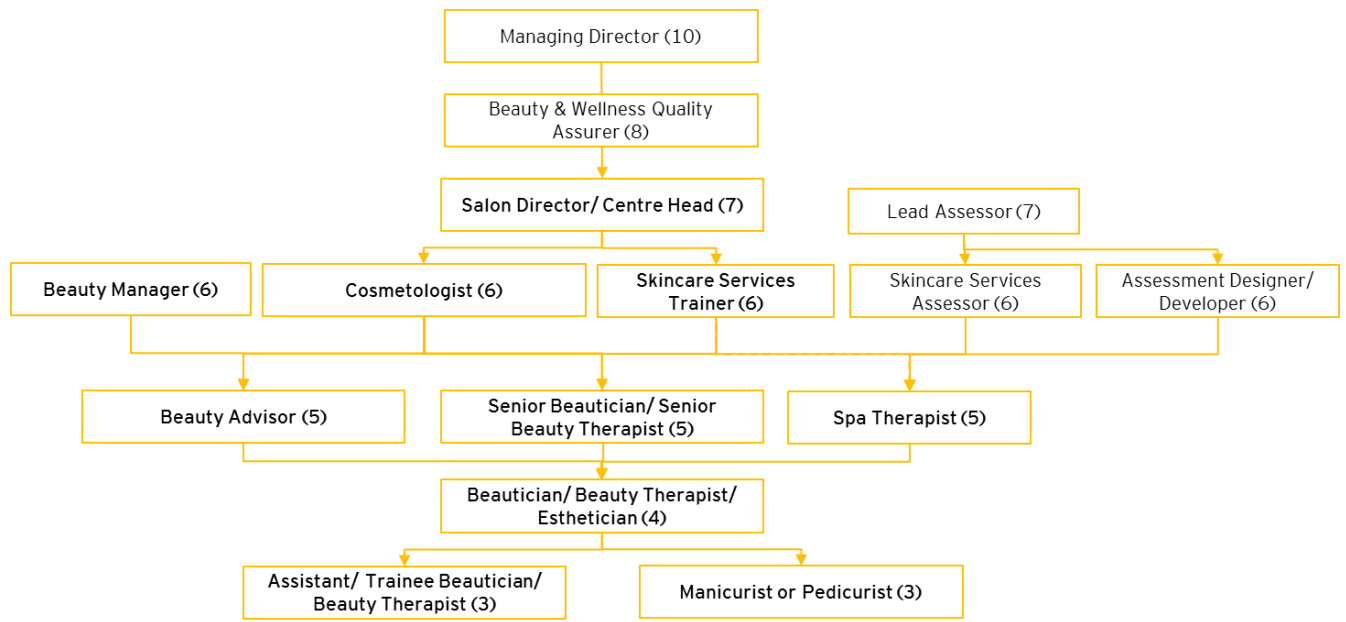 Managing Director (10)
Beauty & Wellness Quality
Assurer (8)
Salon Director/ Centre Head (7)
Lead Assessor (7)
Beauty Manager (6)
Cosmetologist (6)
Skincare Services
Trainer (6)
Skincare Services
Assessor (6)
Assessment Designer/
Developer (6)
Beauty Advisor (5)
Senior Beautician/ Senior
Beauty Therapist (5)
Spa Therapist (5)
Beautician/ Beauty Therapist/
Esthetician (4)
Assistant/ Trainee Beautician/
Beauty Therapist (3)
Manicurist or Pedicurist (3)